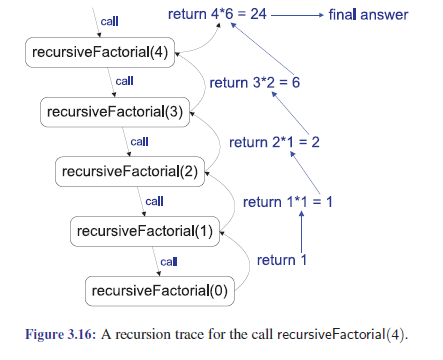 call
return 4*6 = 24
final answer
recursiveFactorial(4)
call
return 3*2 = 6
recursiveFactorial(3)
call
return 2*1 = 2
recursiveFactorial(2)
call
return 1*1 = 1
recursiveFactorial(1)
call
return 1
recursiveFactorial(0)
Figure 3.16: A recursion trace for the call recursiveFactorial(4).